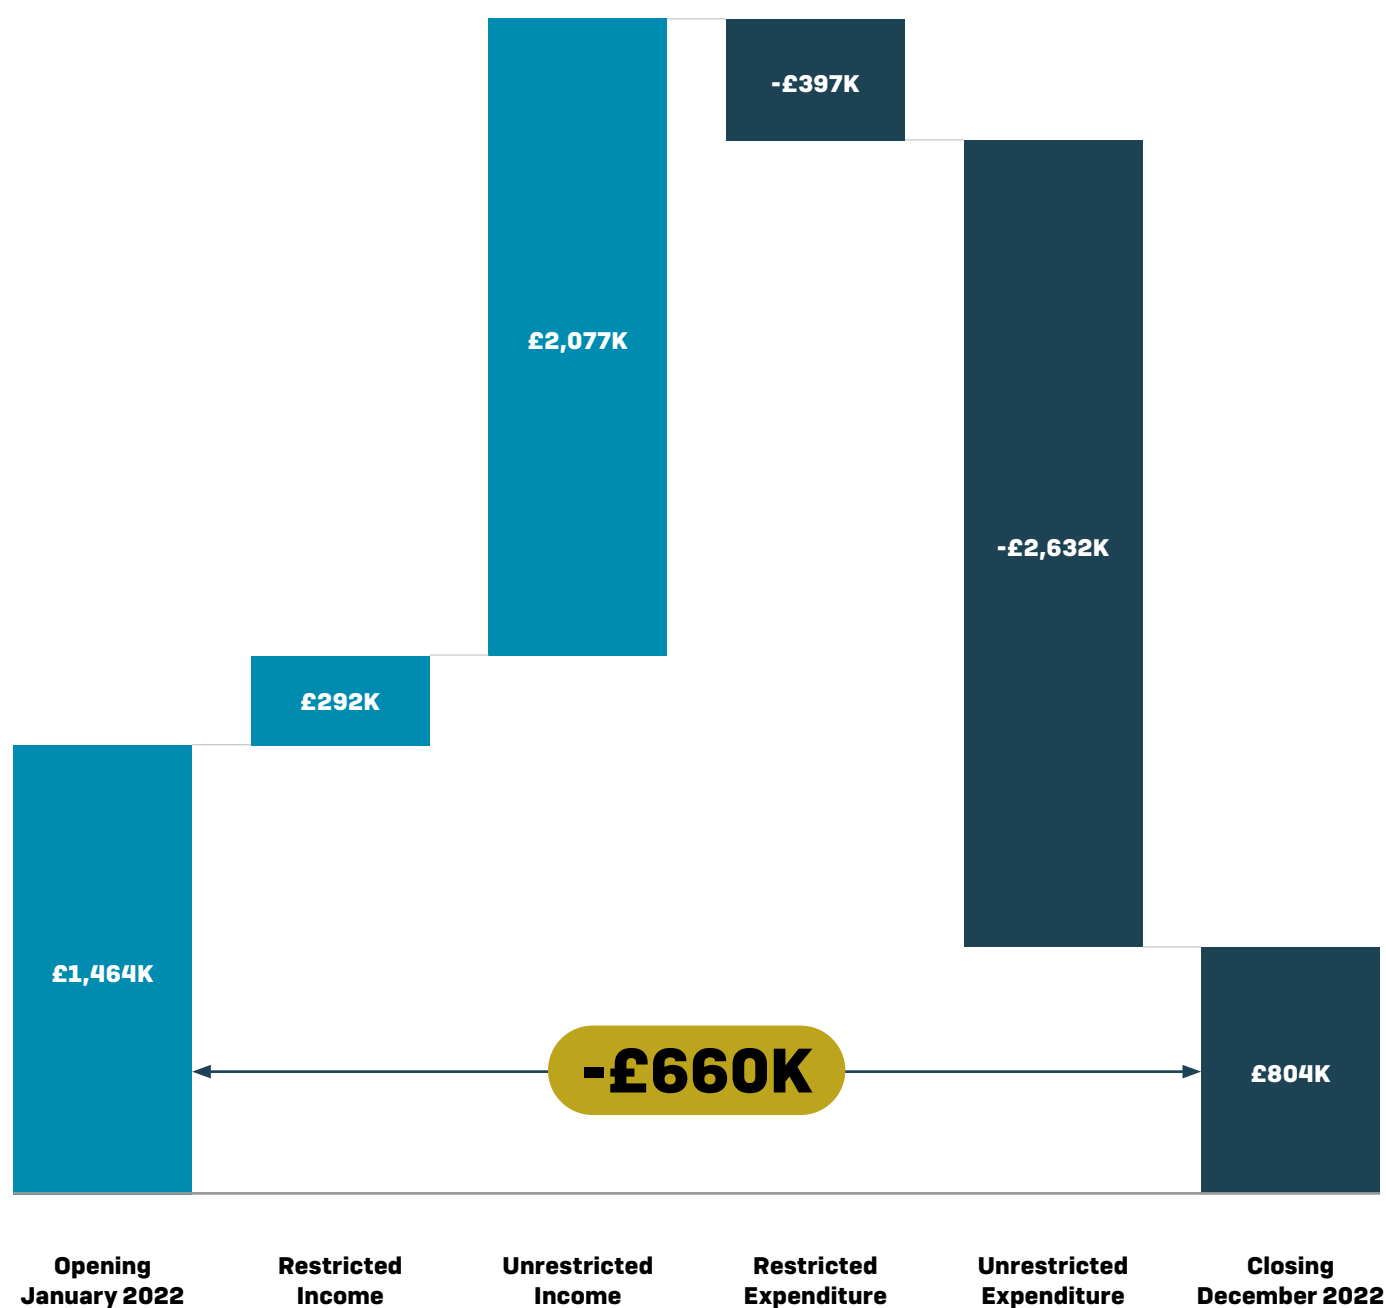 -£397K
£2,077K
-£2,632K
£292K
£1,464K
-£660K
£804K
Opening
January 2022
Restricted
Income
Unrestricted
Income
Restricted
Expenditure
Unrestricted
Expenditure
Closing
December 2022